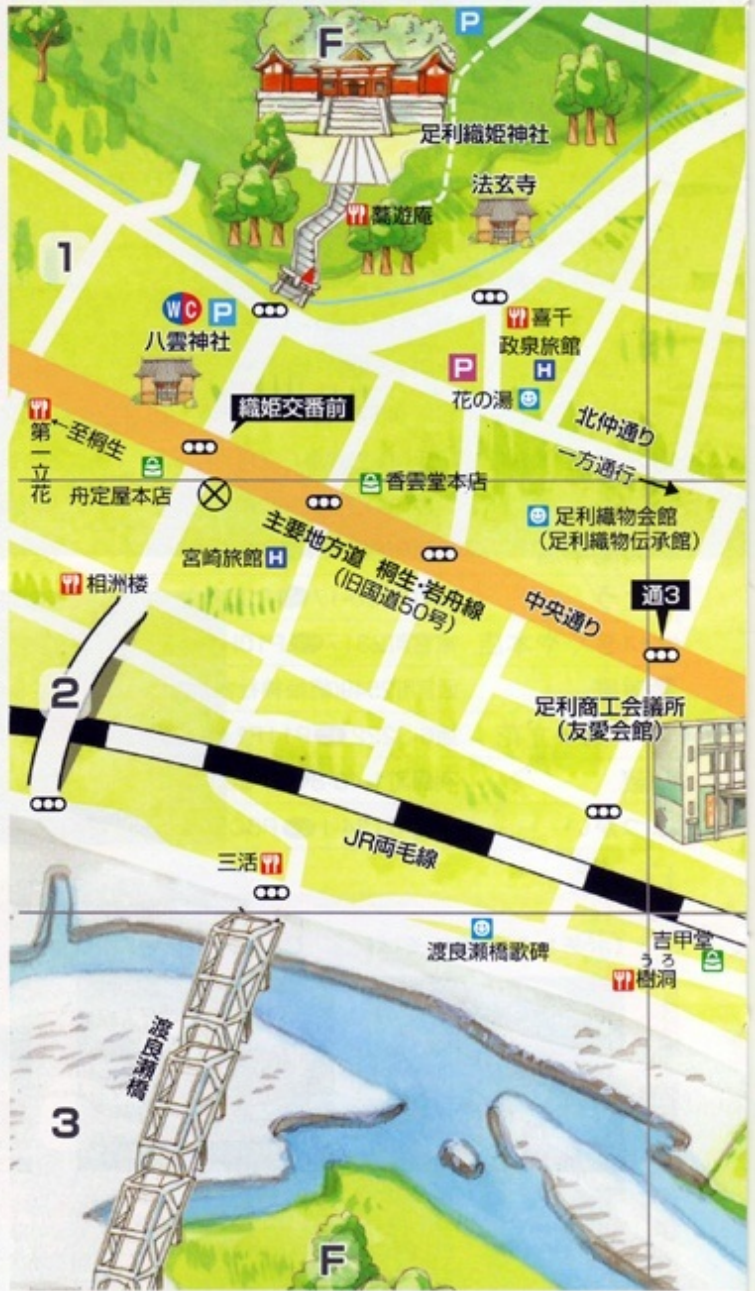 F
P
足利織姫神社
法玄寺
蕎遊庵
1
WC P
八雲神社
喜千
政泉旅館
H
P
花の湯
織姫交番前
北仲通り
一方通行→
第一立花
←至桐生
舟定屋本店
香雲堂本店
足利織物会館
(足利織物伝承館)
宮崎旅館 H
主要地方道 桐生・岩舟線
(旧国道50号)
中央通り
通3
相洲楼
2
足利商工会議所
(友愛会館)
JR両毛線
三活
渡良瀬橋歌碑
吉甲堂
うろ
樹洞
渡良瀬橋
3
F